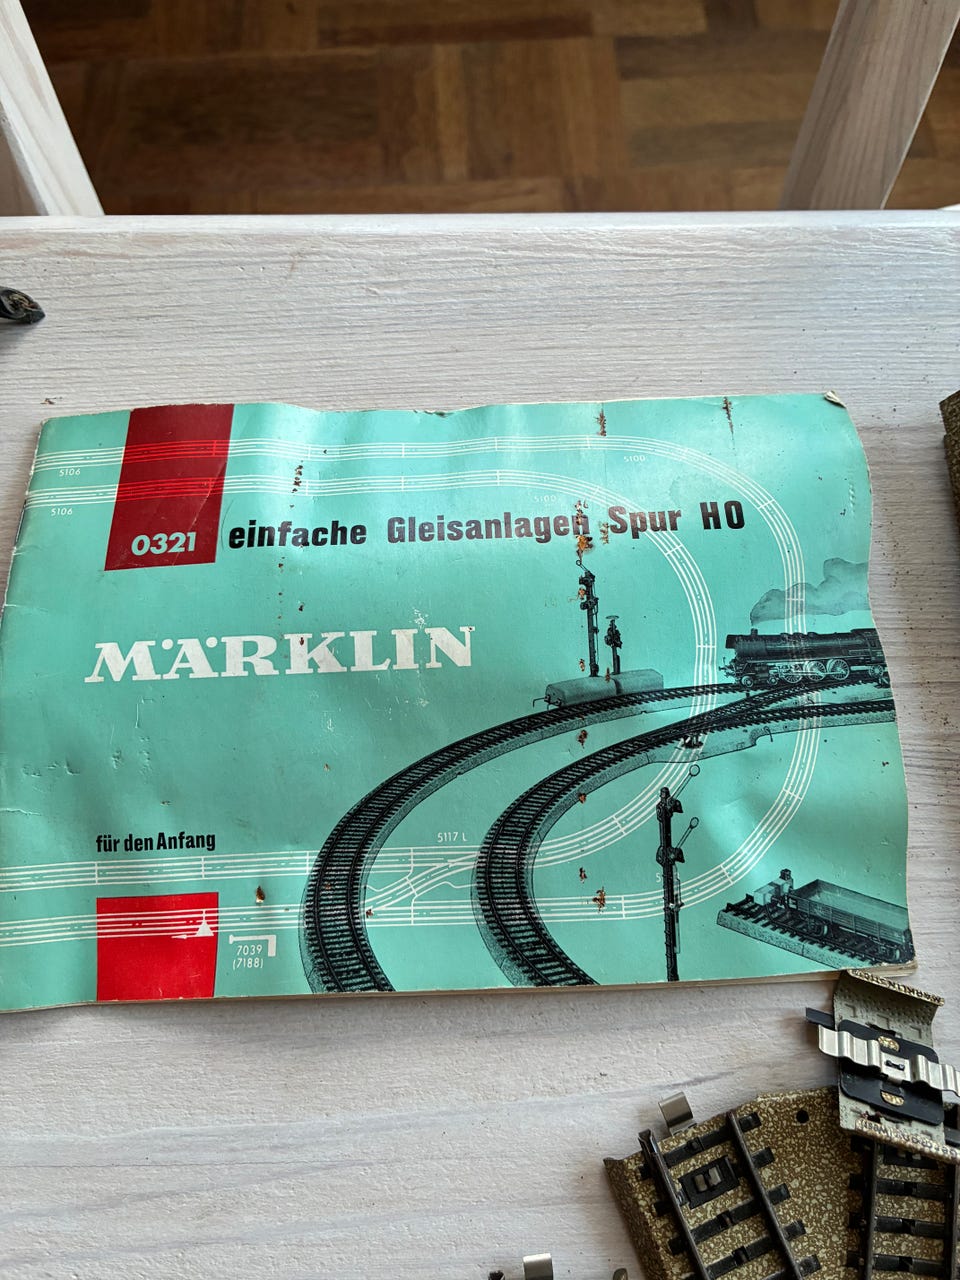 5106
5100
5106
5100
0321 einfache Gleisanlagen Spur HO
MÄRKLIN
für den Anfang
5117 L
7039
(7188)